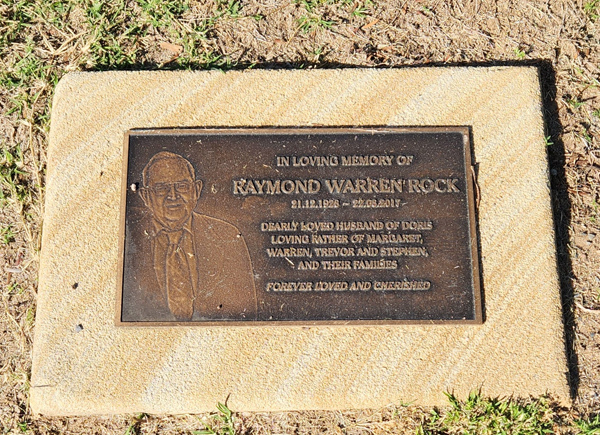 IN LOVING MEMORY OF
RAYMOND WARREN ROCK
21.12.1926 ~ 22.08.2017
DEARLY LOVED HUSBAND OF DORIS
LOVING FATHER OF MARGARET,
WARREN, TREVOR AND STEPHEN,
AND THEIR FAMILIES
FOREVER LOVED AND CHERISHED